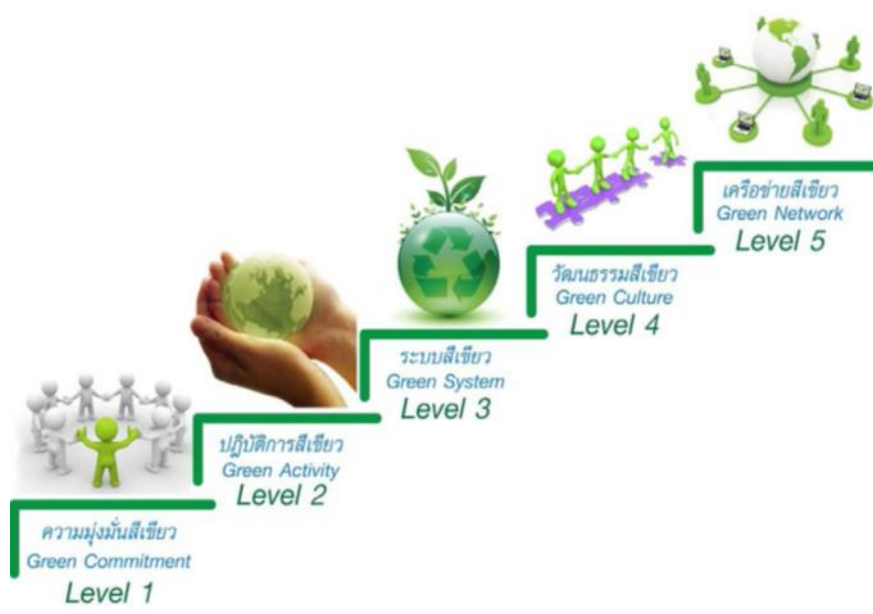 ความมุ่งมั่นสีเขียว
Green Commitment
Level 1
ปฏิบัติการสีเขียว
Green Activity
Level 2
ระบบสีเขียว
Green System
Level 3
วัฒนธรรมสีเขียว
Green Culture
Level 4
เครือข่ายสีเขียว
Green Network
Level 5